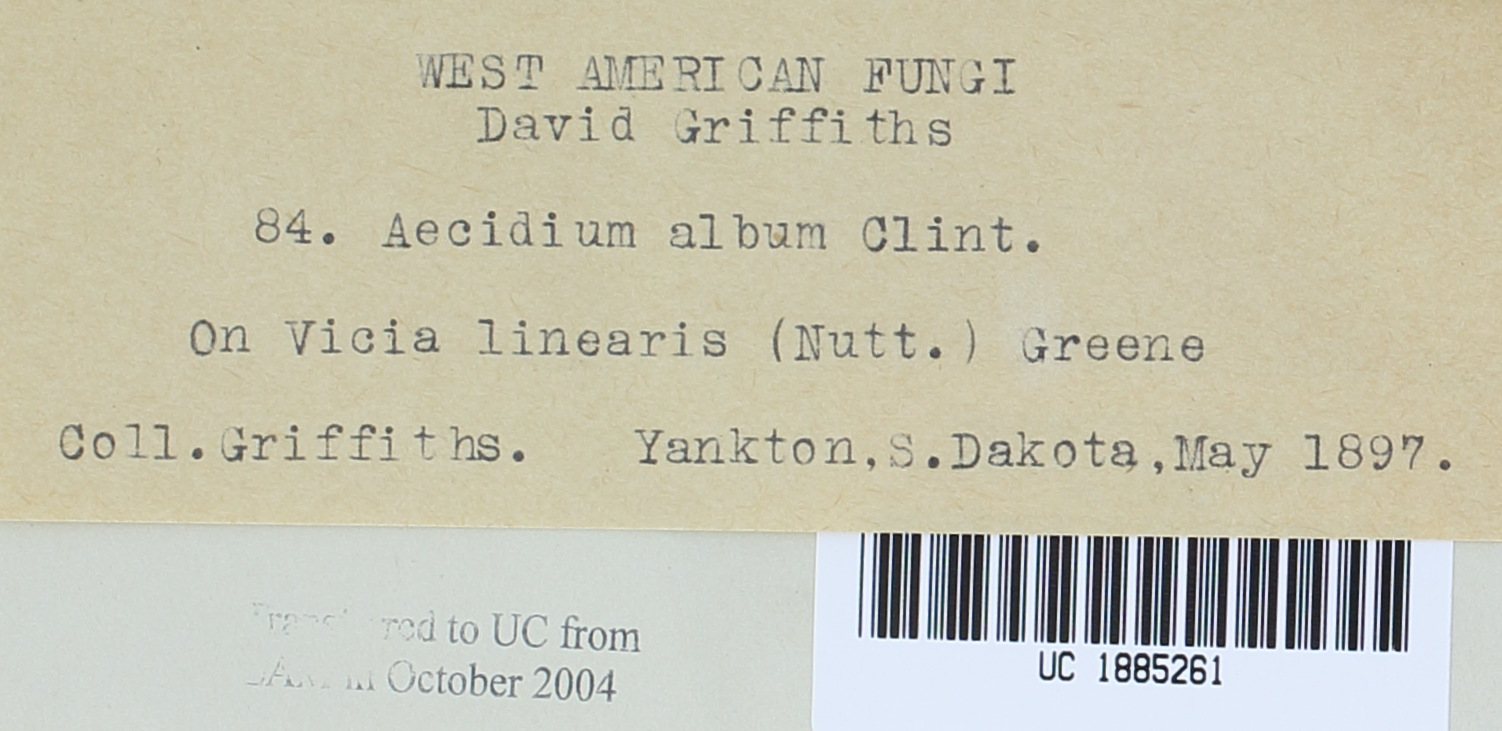 WEST AMERICAN FUNGI
David Griffiths
84. Aecidium album Clint.
On Vicia linearis (Nutt.) Greene
Coll.Griffiths. Yankton,S.Dakota,May 1897.
to UC from
October 2004
UC 1885261